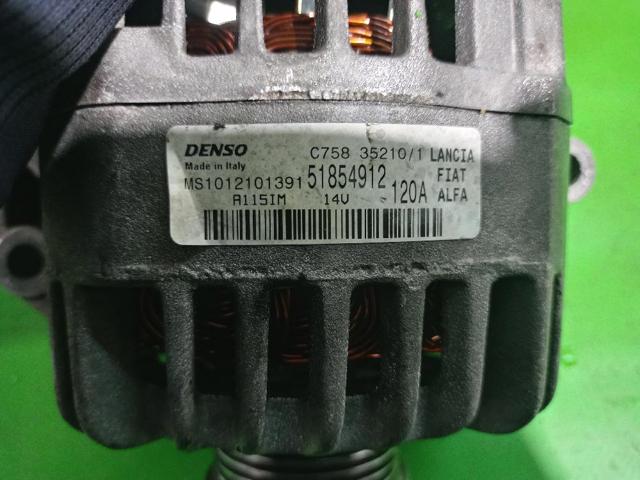 DENSO C758 35210/1 LANCIA
Made in Italy FIAT
MS1012101391 51854912 120A ALFA
A115IM 14V